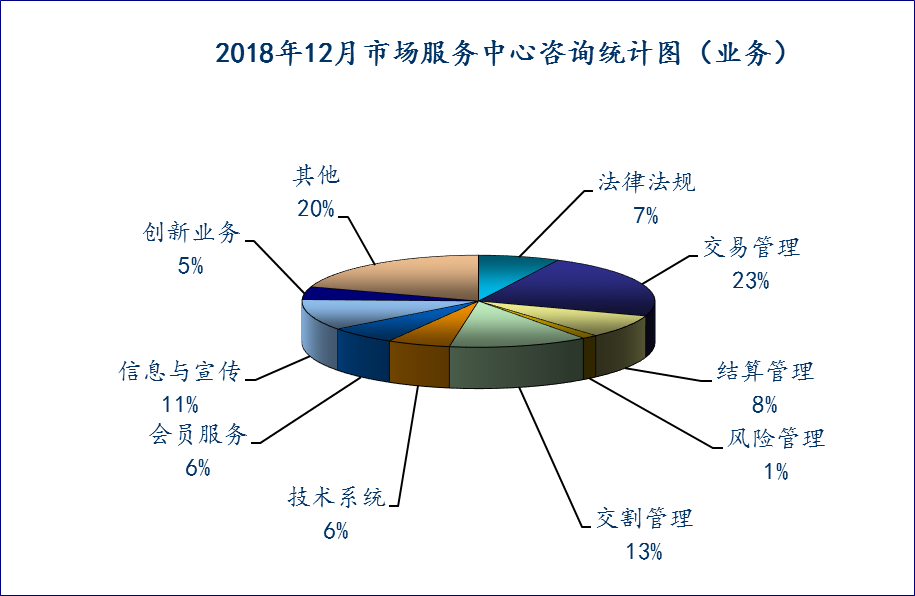 2018年12月市场服务中心咨询统计图（业务）
法律法规
7%
交易管理
23%
结算管理
8%
风险管理
1%
交割管理
13%
技术系统
6%
会员服务
6%
信息与宣传
11%
创新业务
5%
其他
20%